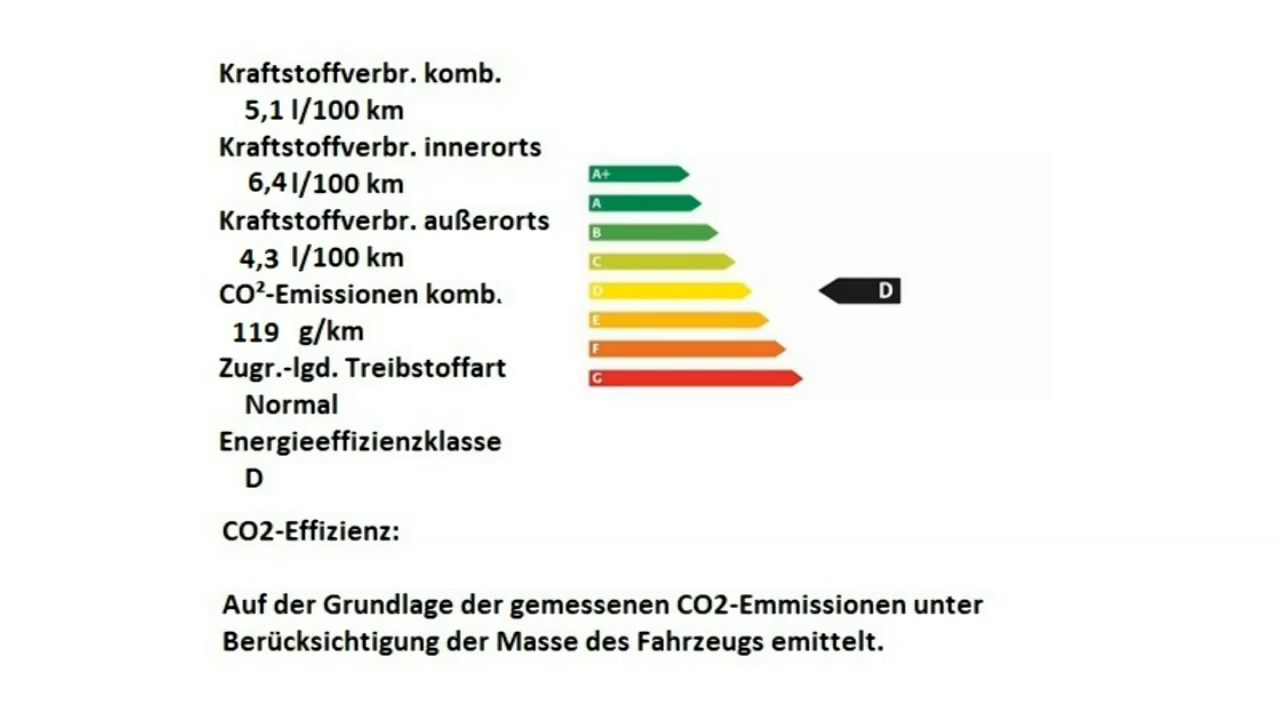 Kraftstoffverbr. komb.
5,1 l/100 km
Kraftstoffverbr. innerorts
6,4 l/100 km
Kraftstoffverbr. außerorts
4,3 l/100 km
CO²-Emissionen komb.
119 g/km
Zugr.-lgd. Treibstoffart
Normal
Energieeffizienzklasse
D
A+
A
B
C
D
D
E
F
G
CO2-Effizienz:
Auf der Grundlage der gemessenen CO2-Emmissionen unter
Berücksichtigung der Masse des Fahrzeugs emittelt.